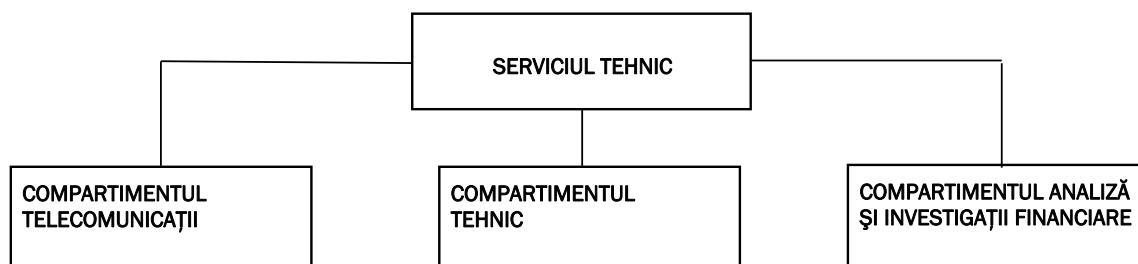 SERVICIUL TEHNIC
COMPARTIMENTUL
TELECOMUNICAȚII
COMPARTIMENTUL
TEHNIC
COMPARTIMENTUL ANALIZĂ
ŞI INVESTIGAȚII FINANCIARE